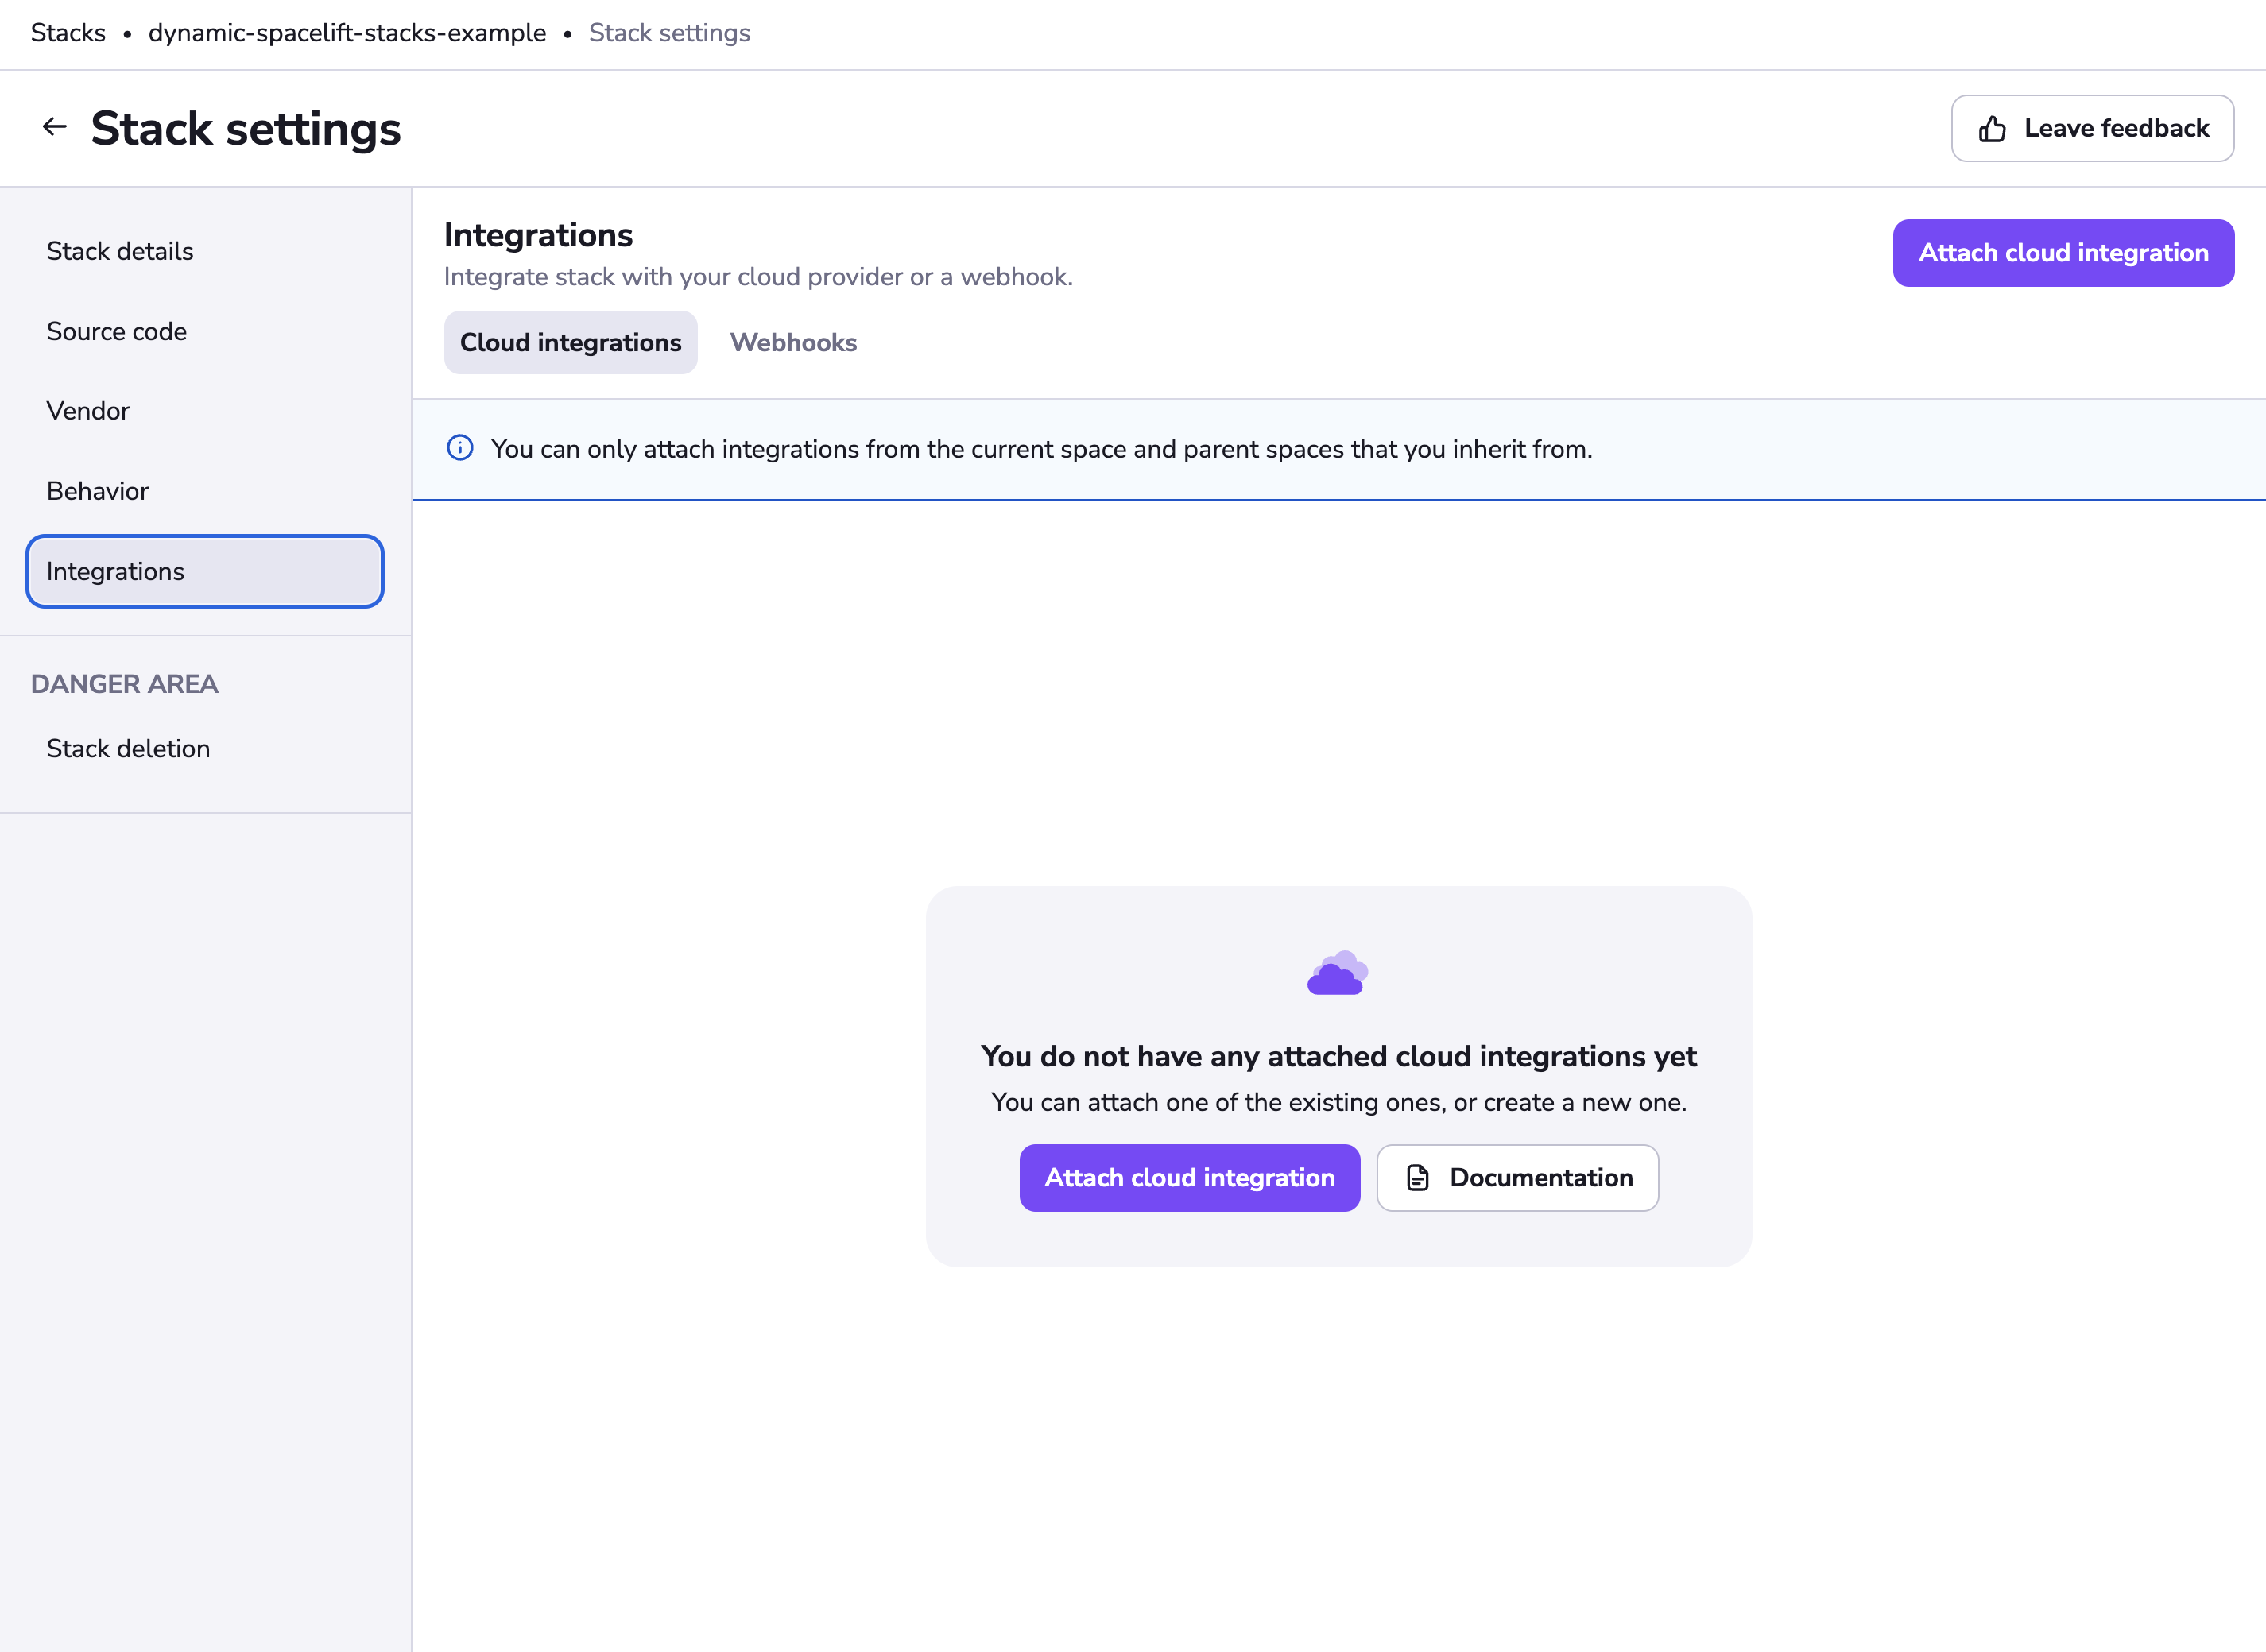 Stacks • dynamic-spacelift-stacks-example • Stack settings
Stack settings
Leave feedback
Stack details
Source code
Vendor
Behavior
Integrations
DANGER AREA
Stack deletion
Integrations
Integrate stack with your cloud provider or a webhook.
Attach cloud integration
Cloud integrations
Webhooks
You can only attach integrations from the current space and parent spaces that you inherit from.
You do not have any attached cloud integrations yet
You can attach one of the existing ones, or create a new one.
Attach cloud integration
Documentation